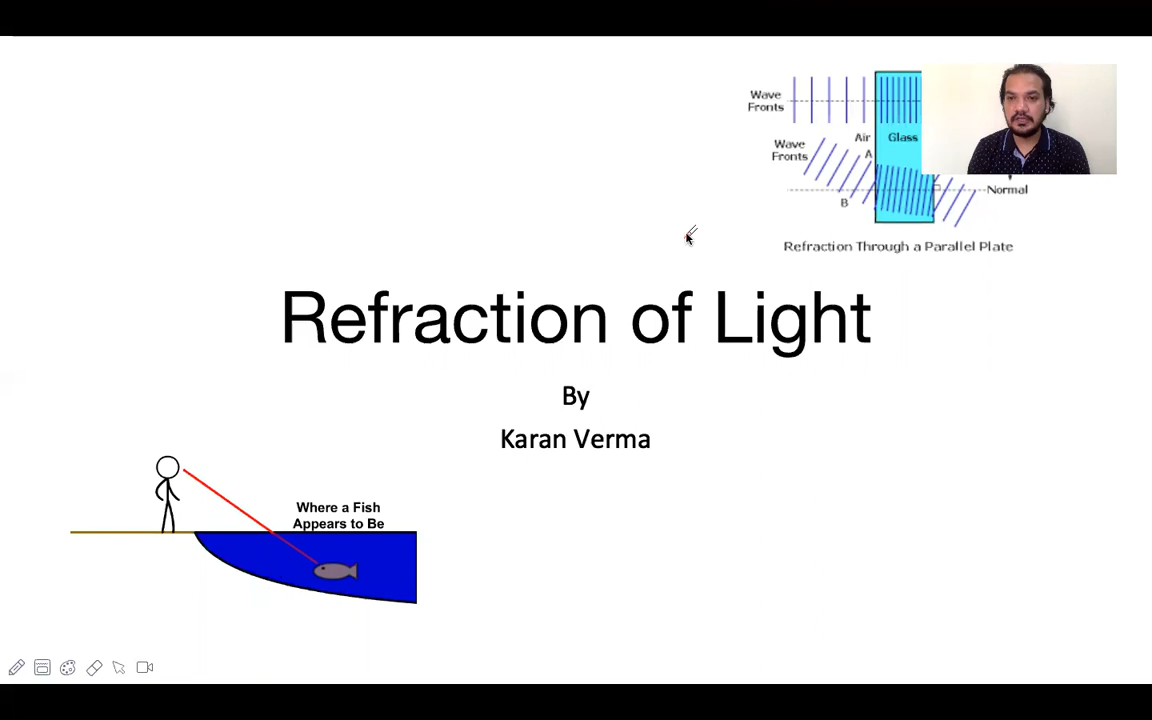 Wave
Fronts
Air
Glass
Wave
Fronts
A
B
Normal
Refraction Through a Parallel Plate
Refraction of Light
By
Karan Verma
Where a Fish
Appears to Be